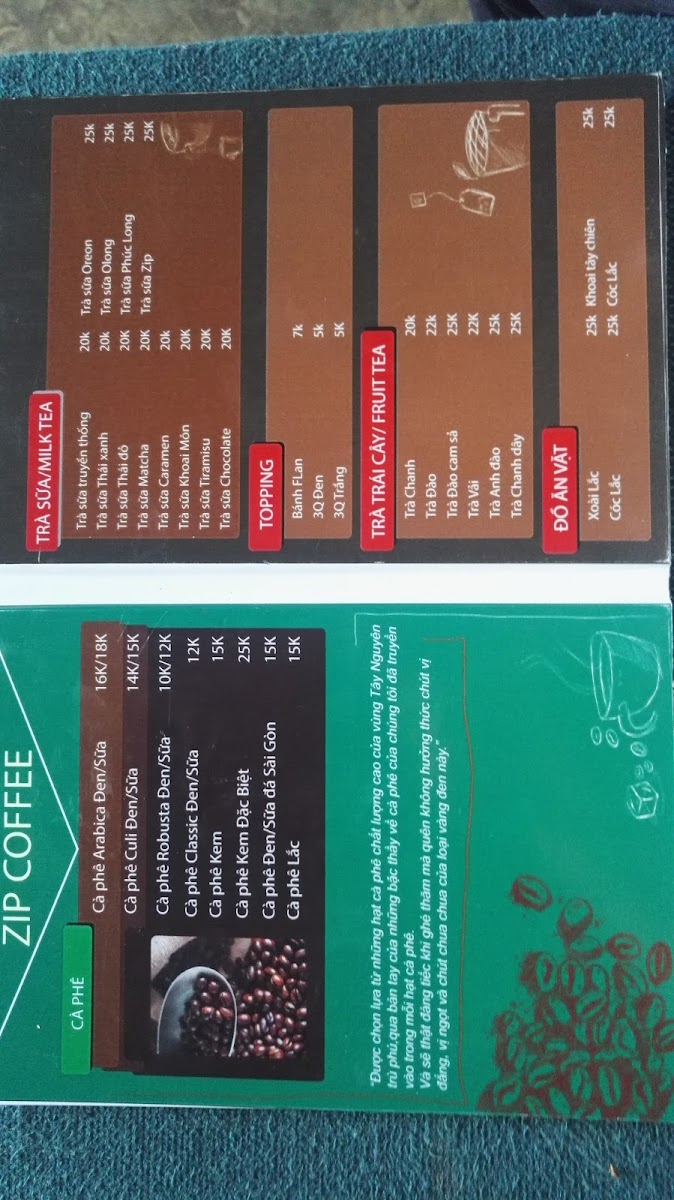 ZIP COFFEE
CÀ PHÊ
Cà phê Arabica Đen/Sữa 16K/18K
Cà phê Culi Đen/Sữa 14K/15K
Cà phê Robusta Đen/Sữa 10K/12K
Cà phê Classic Đen/Sữa 12K
Cà phê Kem 15K
Cà phê Kem Đặc Biệt 25K
Cà phê Đen/Sữa đá Sài Gòn 15K
Cà phê Lắc 15K
"Được chọn lựa từ những hạt cà phê chất lượng cao của vùng Tây Nguyên
trù phú,qua bàn tay của những bậc thầy về cà phê của chúng tôi đã truyền
vào trong mỗi hạt cà phê.
Và sẽ thật đáng tiếc khi ghé thăm mà quên không hưởng thức chút vị
đắng, vị ngọt và chút chua chua của loại vàng đen này."
TRÀ SỮA/MILK TEA
Trà sữa truyền thống 20k Trà sữa Oreon 25k
Trà sữa Thái xanh 20k Trà sữa Olong 25k
Trà sữa Thái đỏ 20K Trà sữa Phúc Long 25K
Trà sữa Matcha 20K Trà sữa Zip 25K
Trà sữa Caramen 20k
Trà sữa Khoai Môn 20K
Trà sữa Tiramisu 20K
Trà sữa Chocolate 20K
TOPPING
Bánh FLan 7k
3Q Đen 5k
3Q Trắng 5K
TRÀ TRÁI CÂY/ FRUIT TEA
Trà Chanh 20k
Trà Đào 22k
Trà Đào cam sả 25K
Trà Vải 22K
Trà Anh đào 25k
Trà Chanh dây 25K
ĐỒ ĂN VẶT
Xoài Lắc 25k Khoai tây chiên 25k
Cóc Lắc 25k Cóc Lắc 25k